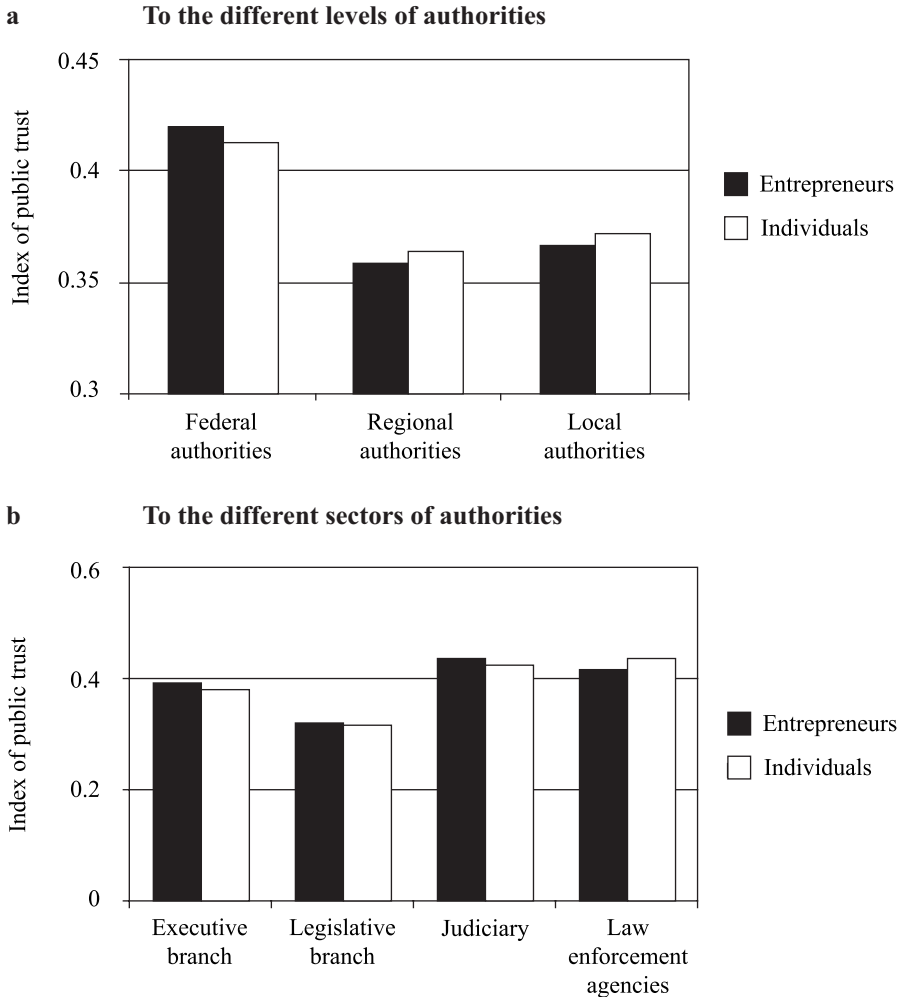 a To the different levels of authorities
0.45
0.4
0.35
0.3
Index of public trust
Entrepreneurs
Individuals
Federal
authorities
Regional
authorities
Local
authorities
b To the different sectors of authorities
0.6
0.4
0.2
0
Index of public trust
Entrepreneurs
Individuals
Executive
branch
Legislative
branch
Judiciary
Law
enforcement
agencies